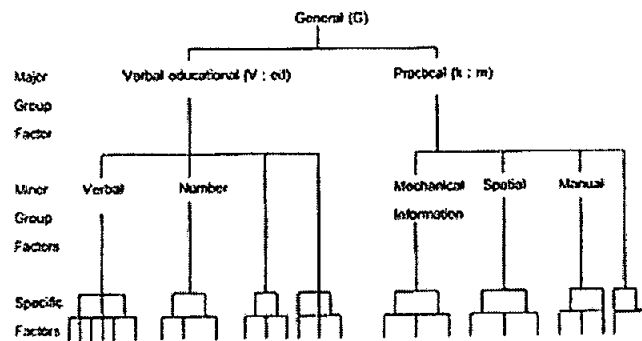 General (G)
Major Verbal educational (V : ed) Practical (k : m)
Group
Factor
Minor Verbal Number Mechanical Spatial Manual
Group Information
Factors
Specific
Factors